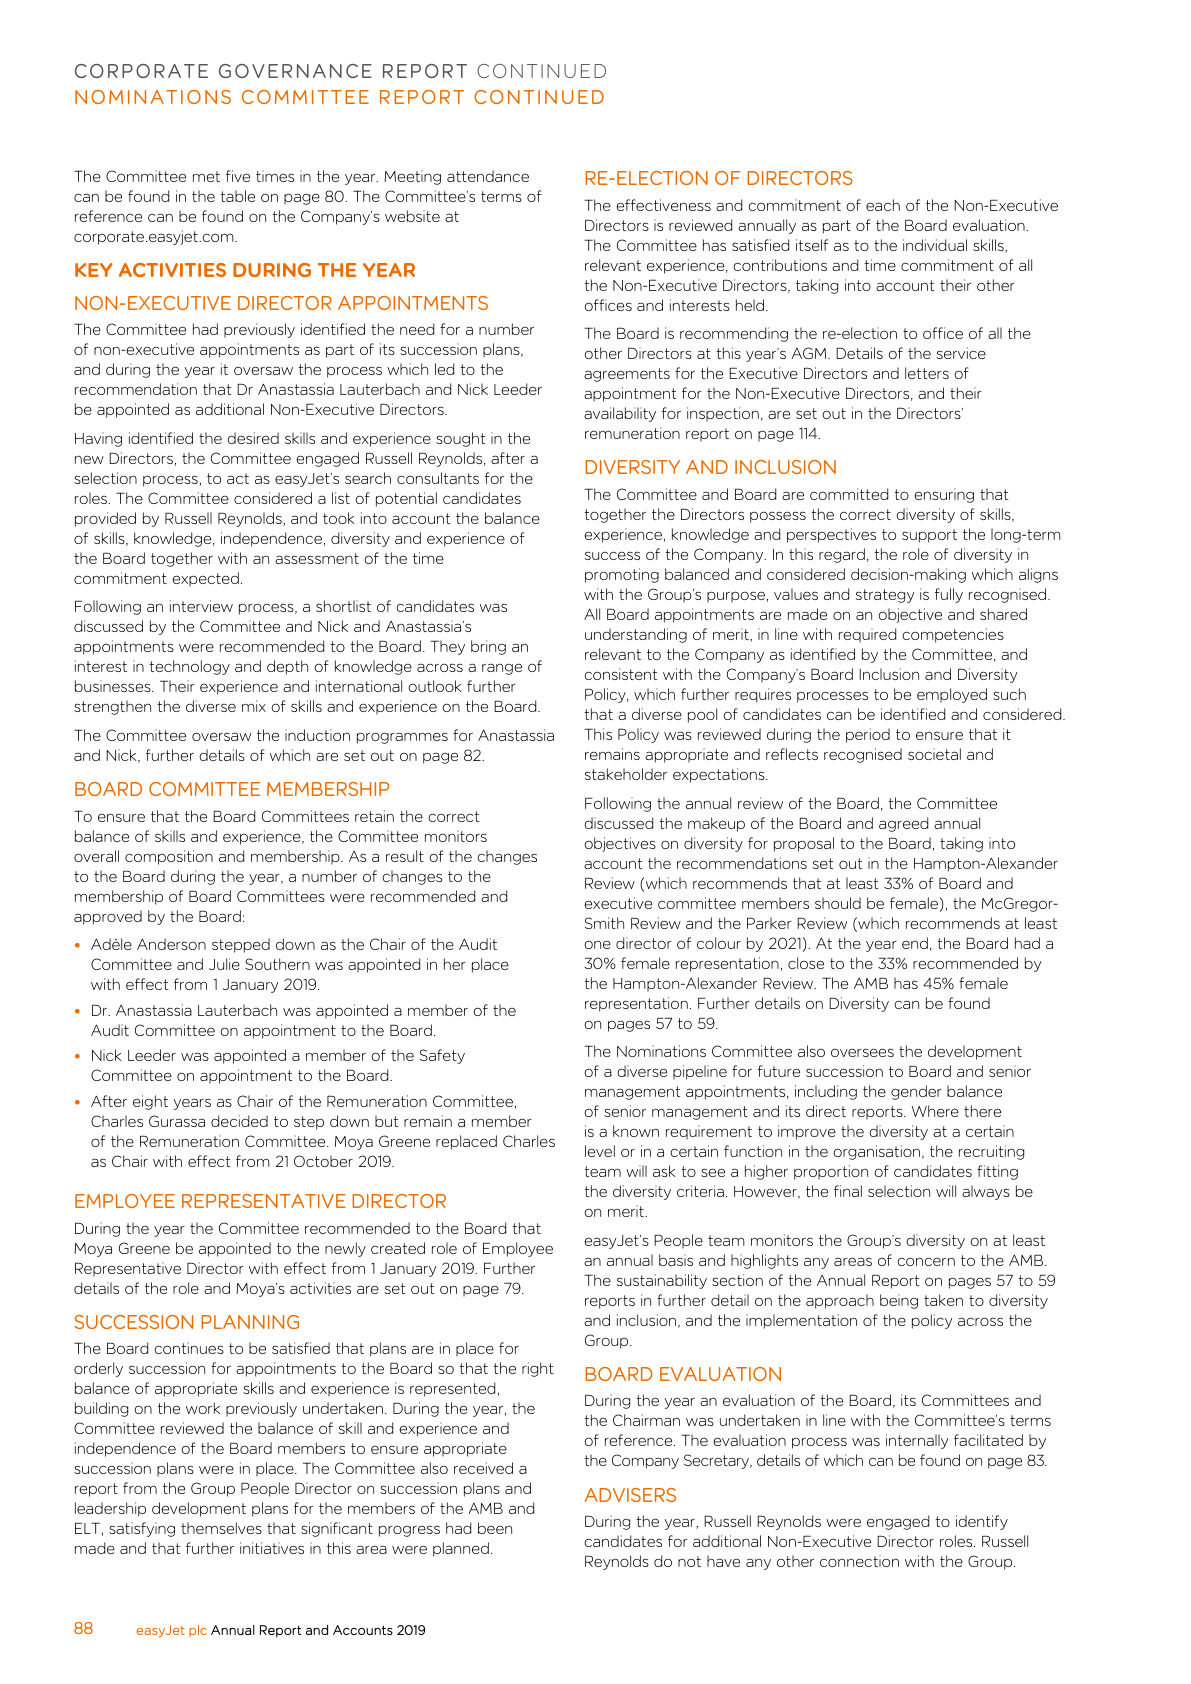 CORPORATE GOVERNANCE REPORT CONTINUED
NOMINATIONS COMMITTEE REPORT CONTINUED
The Committee met five times in the year. Meeting attendance
can be found in the table on page 80. The Committee's terms of
reference can be found on the Company's website at
corporate.easyjet.com.
KEY ACTIVITIES DURING THE YEAR
NON-EXECUTIVE DIRECTOR APPOINTMENTS
The Committee had previously identified the need for a number
of non-executive appointments as part of its succession plans,
and during the year it oversaw the process which led to the
recommendation that Dr Anastassia Lauterbach and Nick Leeder
be appointed as additional Non-Executive Directors.
Having identified the desired skills and experience sought in the
new Directors, the Committee engaged Russell Reynolds, after a
selection process, to act as easyJet's search consultants for the
roles. The Committee considered a list of potential candidates
provided by Russell Reynolds, and took into account the balance
of skills, knowledge, independence, diversity and experience of
the Board together with an assessment of the time
commitment expected.
Following an interview process, a shortlist of candidates was
discussed by the Committee and Nick and Anastassia's
appointments were recommended to the Board. They bring an
interest in technology and depth of knowledge across a range of
businesses. Their experience and international outlook further
strengthen the diverse mix of skills and experience on the Board.
The Committee oversaw the induction programmes for Anastassia
and Nick, further details of which are set out on page 82.
BOARD COMMITTEE MEMBERSHIP
To ensure that the Board Committees retain the correct
balance of skills and experience, the Committee monitors
overall composition and membership. As a result of the changes
to the Board during the year, a number of changes to the
membership of Board Committees were recommended and
approved by the Board:
• Adèle Anderson stepped down as the Chair of the Audit
Committee and Julie Southern was appointed in her place
with effect from 1 January 2019.
• Dr. Anastassia Lauterbach was appointed a member of the
Audit Committee on appointment to the Board.
• Nick Leeder was appointed a member of the Safety
Committee on appointment to the Board.
• After eight years as Chair of the Remuneration Committee,
Charles Gurassa decided to step down but remain a member
of the Remuneration Committee. Moya Greene replaced Charles
as Chair with effect from 21 October 2019.
EMPLOYEE REPRESENTATIVE DIRECTOR
During the year the Committee recommended to the Board that
Moya Greene be appointed to the newly created role of Employee
Representative Director with effect from 1 January 2019. Further
details of the role and Moya's activities are set out on page 79.
SUCCESSION PLANNING
The Board continues to be satisfied that plans are in place for
orderly succession for appointments to the Board so that the right
balance of appropriate skills and experience is represented,
building on the work previously undertaken. During the year, the
Committee reviewed the balance of skill and experience and
independence of the Board members to ensure appropriate
succession plans were in place. The Committee also received a
report from the Group People Director on succession plans and
leadership development plans for the members of the AMB and
ELT, satisfying themselves that significant progress had been
made and that further initiatives in this area were planned.
RE-ELECTION OF DIRECTORS
The effectiveness and commitment of each of the Non-Executive
Directors is reviewed annually as part of the Board evaluation.
The Committee has satisfied itself as to the individual skills,
relevant experience, contributions and time commitment of all
the Non-Executive Directors, taking into account their other
offices and interests held.
The Board is recommending the re-election to office of all the
other Directors at this year's AGM. Details of the service
agreements for the Executive Directors and letters of
appointment for the Non-Executive Directors, and their
availability for inspection, are set out in the Directors'
remuneration report on page 114.
DIVERSITY AND INCLUSION
The Committee and Board are committed to ensuring that
together the Directors possess the correct diversity of skills,
experience, knowledge and perspectives to support the long-term
success of the Company. In this regard, the role of diversity in
promoting balanced and considered decision-making which aligns
with the Group's purpose, values and strategy is fully recognised.
All Board appointments are made on an objective and shared
understanding of merit, in line with required competencies
relevant to the Company as identified by the Committee, and
consistent with the Company's Board Inclusion and Diversity
Policy, which further requires processes to be employed such
that a diverse pool of candidates can be identified and considered.
This Policy was reviewed during the period to ensure that it
remains appropriate and reflects recognised societal and
stakeholder expectations.
Following the annual review of the Board, the Committee
discussed the makeup of the Board and agreed annual
objectives on diversity for proposal to the Board, taking into
account the recommendations set out in the Hampton-Alexander
Review (which recommends that at least 33% of Board and
executive committee members should be female), the McGregor-
Smith Review and the Parker Review (which recommends at least
one director of colour by 2021). At the year end, the Board had a
30% female representation, close to the 33% recommended by
the Hampton-Alexander Review. The AMB has 45% female
representation. Further details on Diversity can be found
on pages 57 to 59.
The Nominations Committee also oversees the development
of a diverse pipeline for future succession to Board and senior
management appointments, including the gender balance
of senior management and its direct reports. Where there
is a known requirement to improve the diversity at a certain
level or in a certain function in the organisation, the recruiting
team will ask to see a higher proportion of candidates fitting
the diversity criteria. However, the final selection will always be
on merit.
easyJet's People team monitors the Group's diversity on at least
an annual basis and highlights any areas of concern to the AMB.
The sustainability section of the Annual Report on pages 57 to 59
reports in further detail on the approach being taken to diversity
and inclusion, and the implementation of the policy across the
Group.
BOARD EVALUATION
During the year an evaluation of the Board, its Committees and
the Chairman was undertaken in line with the Committee's terms
of reference. The evaluation process was internally facilitated by
the Company Secretary, details of which can be found on page 83.
ADVISERS
During the year, Russell Reynolds were engaged to identify
candidates for additional Non-Executive Director roles. Russell
Reynolds do not have any other connection with the Group.
88 easyJet plc Annual Report and Accounts 2019